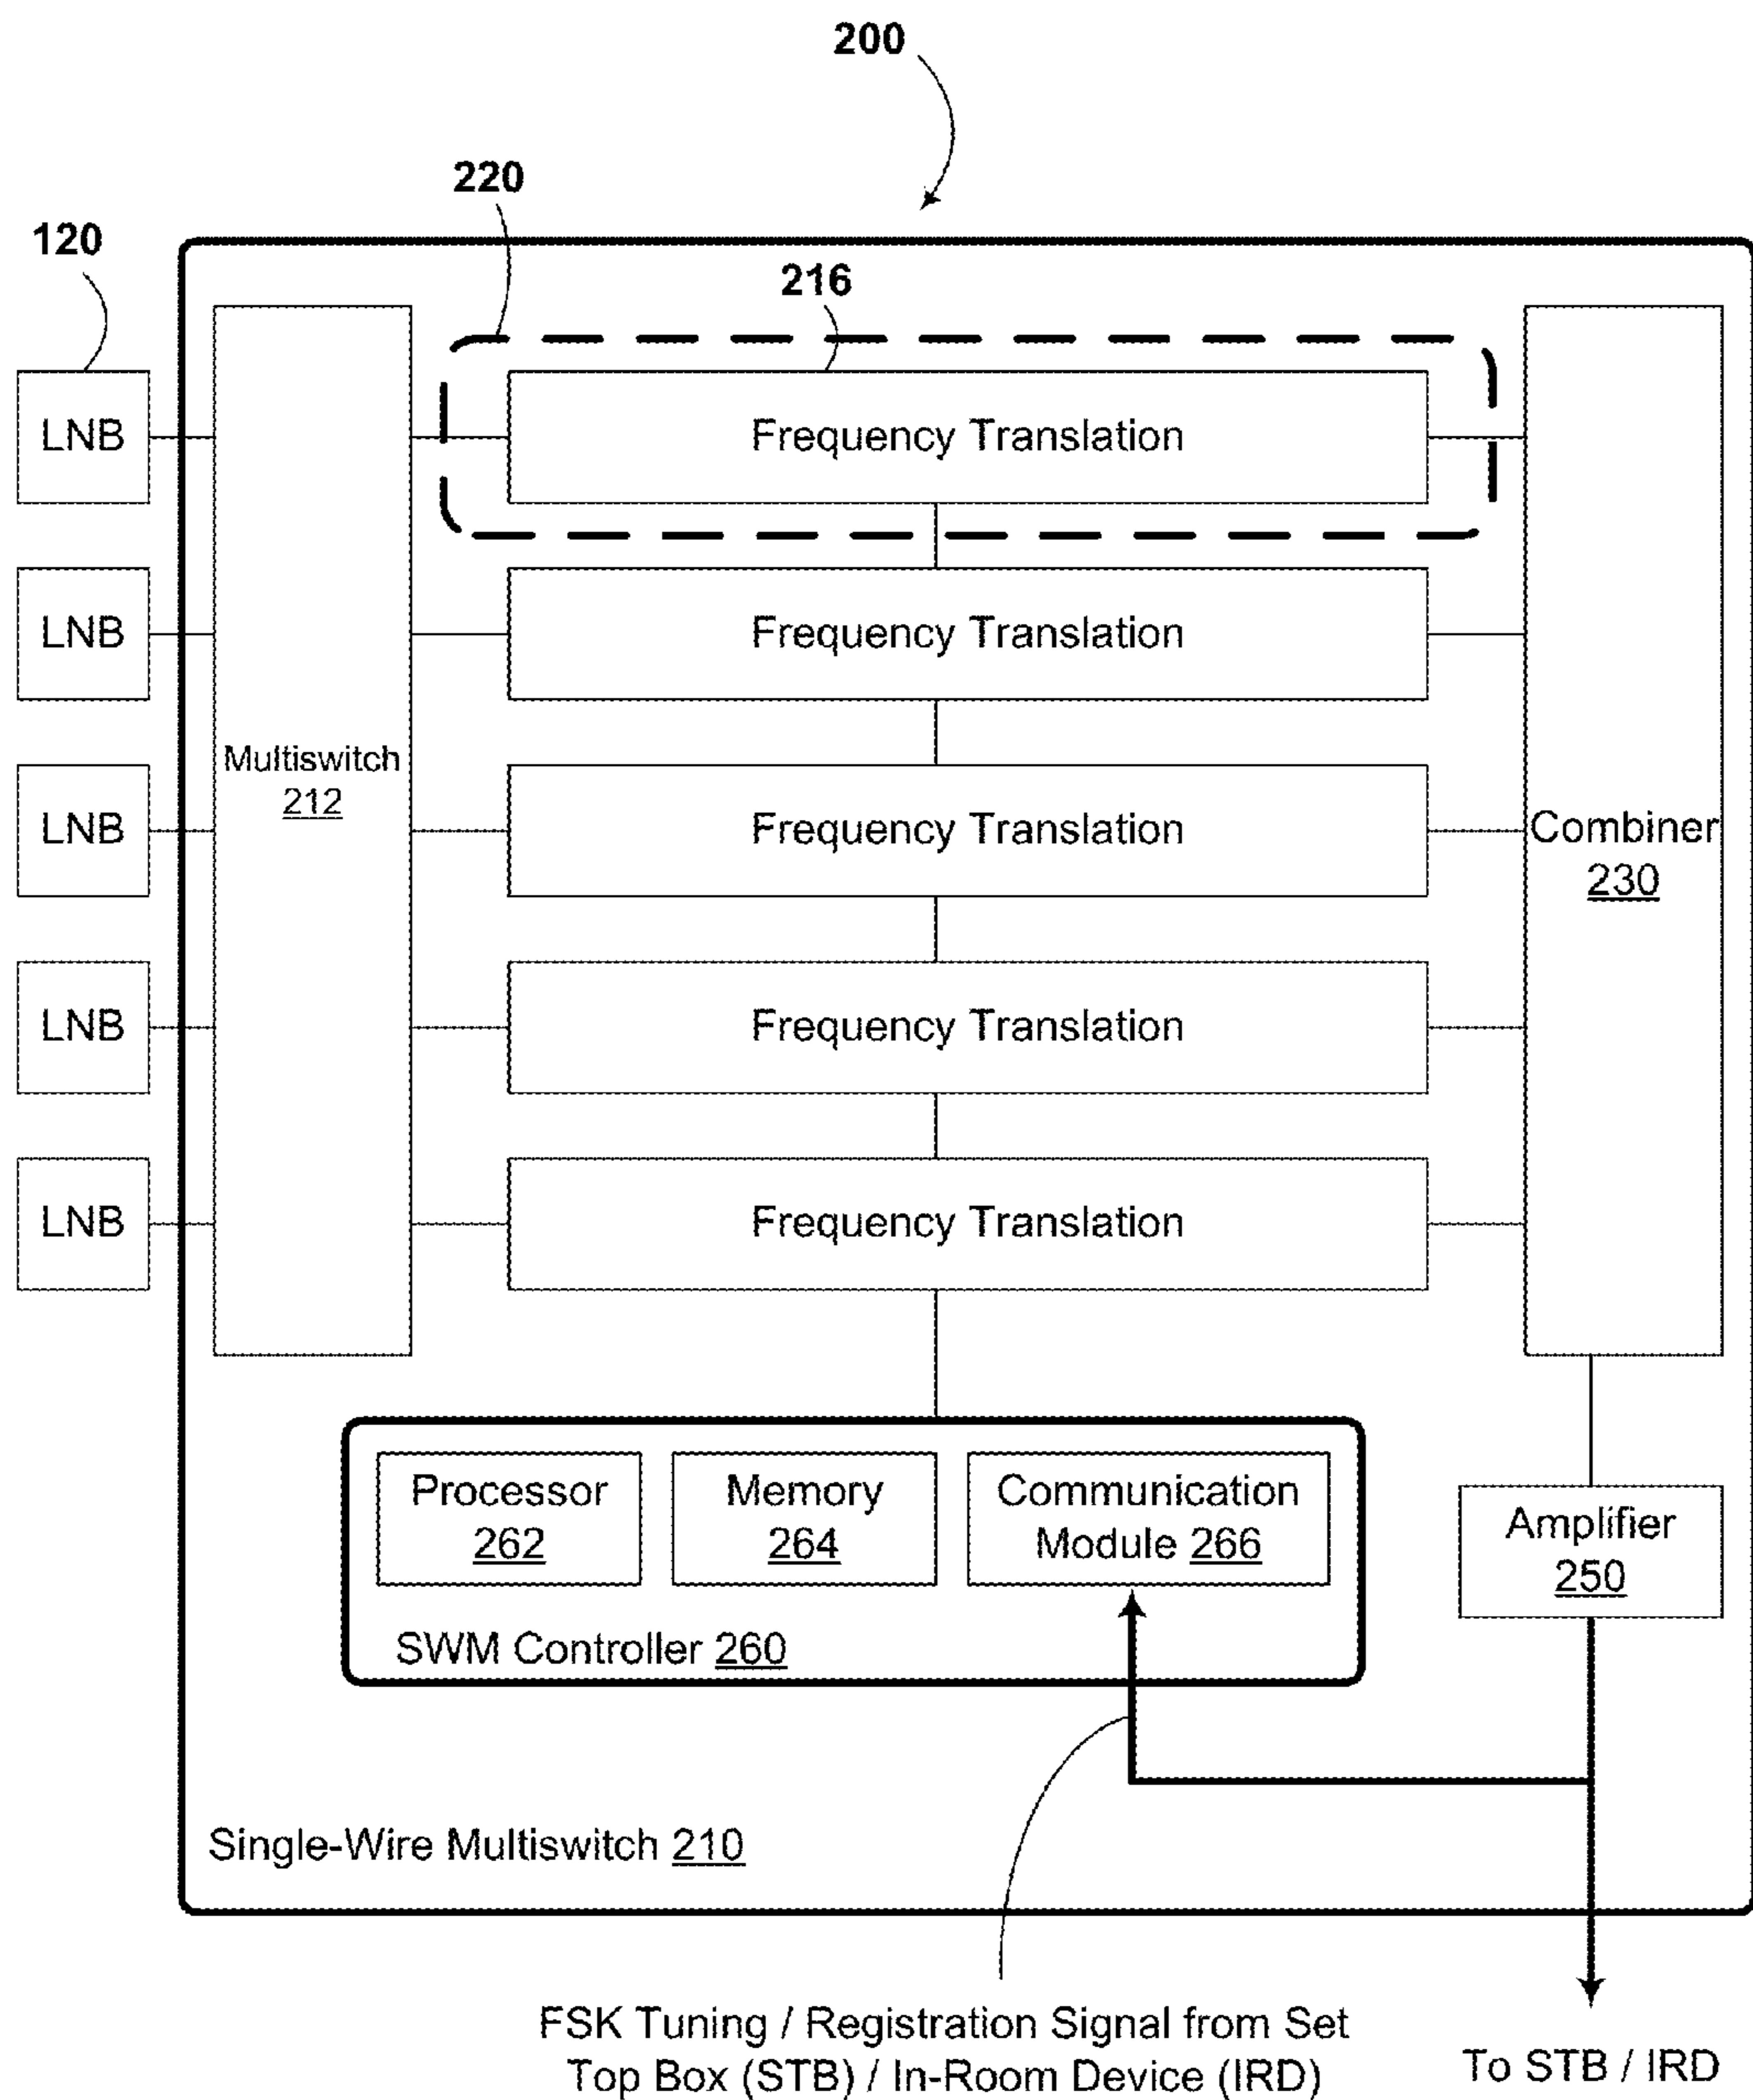 200
220
120
216
LNB
Frequency Translation
LNB
Frequency Translation
Multiswitch
212
LNB
Frequency Translation
Combiner
230
LNB
Frequency Translation
LNB
Frequency Translation
Processor
262
Memory
264
Communication
Module 266
Amplifier
250
SWM Controller 260
Single-Wire Multiswitch 210
FSK Tuning / Registration Signal from Set
Top Box (STB) / In-Room Device (IRD)
To STB / IRD